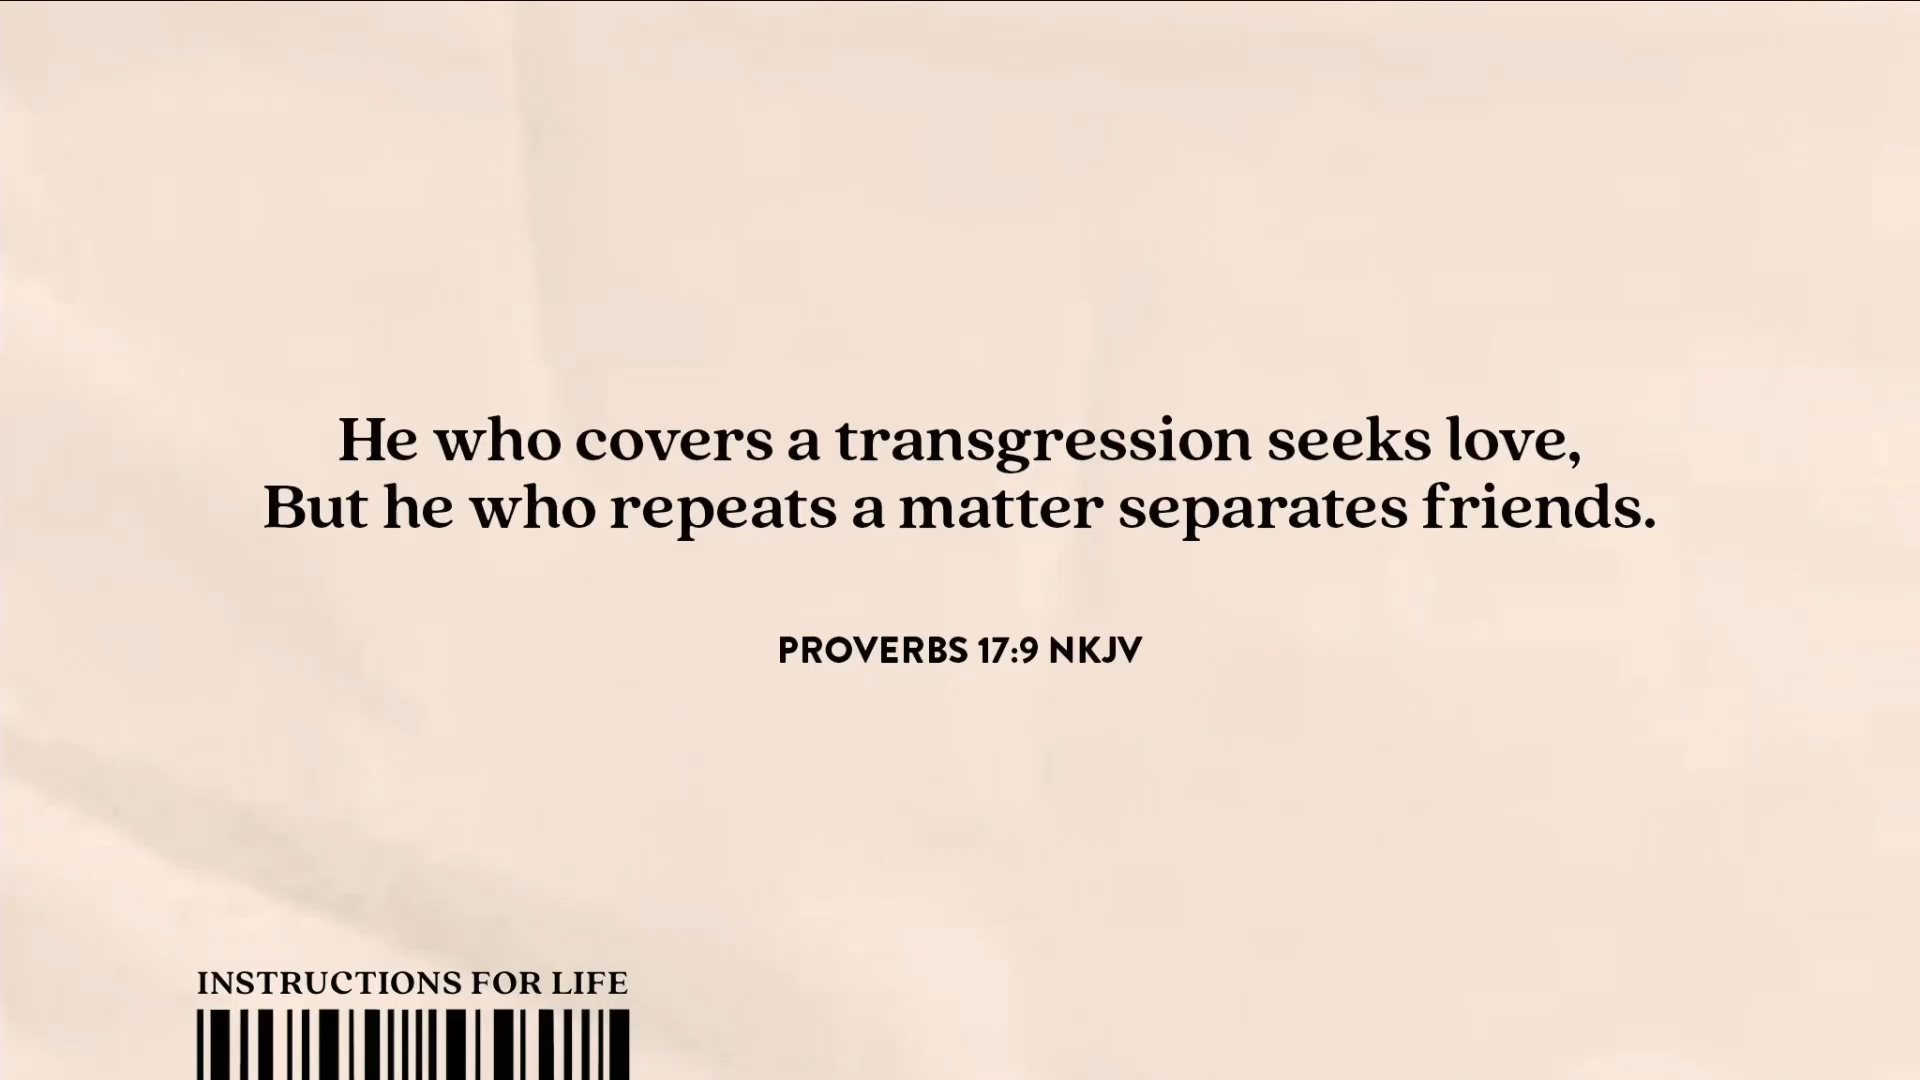 He who covers a transgression seeks love,
But he who repeats a matter separates friends.
PROVERBS 17:9 NKJV
INSTRUCTIONS FOR LIFE